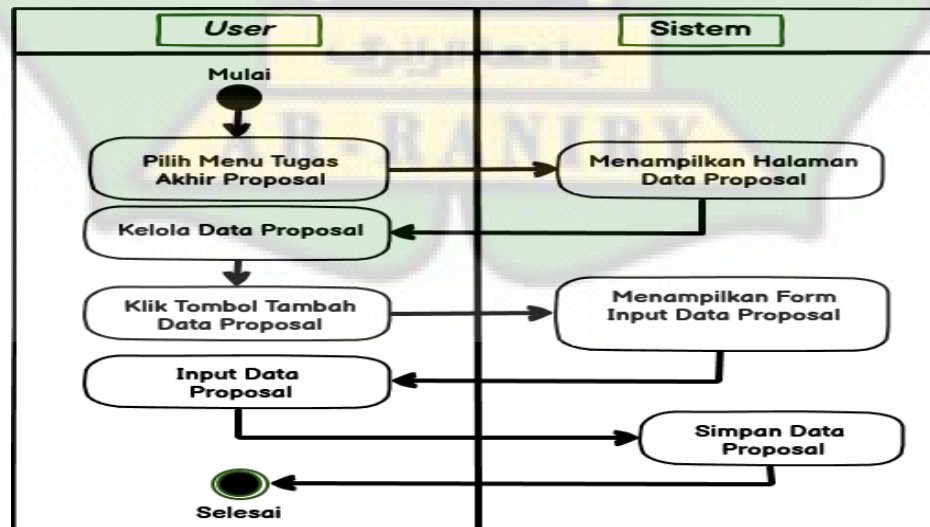 User
Sistem
Mulai
AR-RANIRY
Pilih Menu Tugas
Akhir Proposal
Menampilkan Halaman
Data Proposal
Kelola Data Proposal
Klik Tombol Tambah
Data Proposal
Menampilkan Form
Input Data Proposal
Input Data
Proposal
Simpan Data
Proposal
Selesai